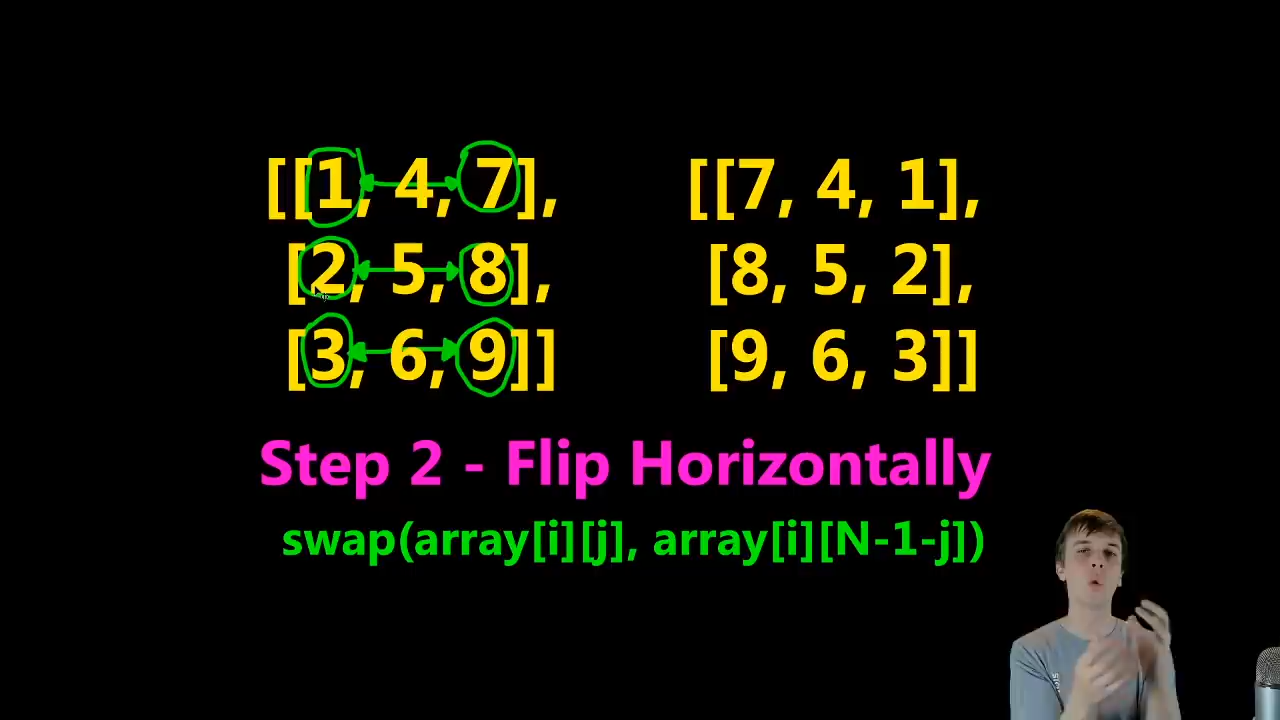 [[1, 4, 7], [[7, 4, 1],
[2, 5, 8], [8, 5, 2],
[3, 6, 9]] [9, 6, 3]]
Step 2 - Flip Horizontally
swap(array[i][j], array[i][N-1-j])